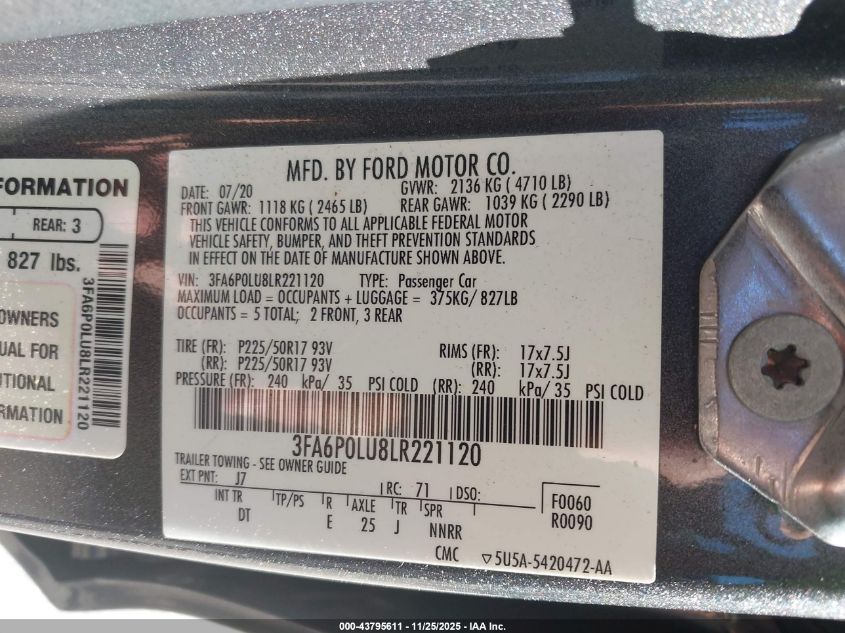 FORMATION
REAR: 3
827 lbs.
OWNERS
UAL FOR
UTIONAL
ORMATION
3FA6P0LU8LR221120
MFD. BY FORD MOTOR CO.
DATE: 07/20 GVWR: 2136 KG ( 4710 LB)
FRONT GAWR: 1118 KG ( 2465 LB) REAR GAWR: 1039 KG ( 2290 LB)
THIS VEHICLE CONFORMS TO ALL APPLICABLE FEDERAL MOTOR
VEHICLE SAFETY, BUMPER, AND THEFT PREVENTION STANDARDS
IN EFFECT ON THE DATE OF MANUFACTURE SHOWN ABOVE.
VIN: 3FA6P0LU8LR221120 TYPE: Passenger Car
MAXIMUM LOAD = OCCUPANTS + LUGGAGE = 375KG/ 827LB
OCCUPANTS = 5 TOTAL; 2 FRONT, 3 REAR
TIRE (FR): P225/50R17 93V RIMS (FR): 17x7.5J
(RR): P225/50R17 93V (RR): 17x7.5J
PRESSURE (FR): 240 kPa/ 35 PSI COLD (RR): 240 kPa/ 35 PSI COLD
3FA6P0LU8LR221120
TRAILER TOWING - SEE OWNER GUIDE
EXT PNT: J7 RC: 71 DSO: F0060
R0090
INT TR TP/PS R AXLE TR SPR
DT E 25 J NNRR
CMC ▽5U5A-5420472-AA
000-43795611 - 11/25/2025 - IAA Inc.